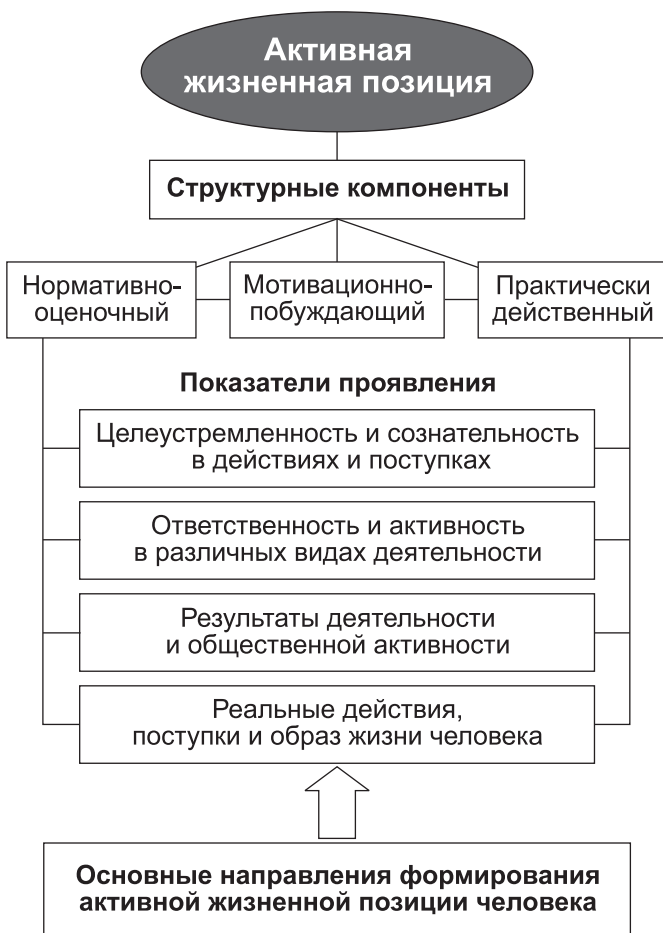 Активная
жизненная позиция
Структурные компоненты
Нормативно-
оценочный
Мотивационно-
побуждающий
Практически
действенный
Показатели проявления
Целеустремленность и сознательность
в действиях и поступках
Ответственность и активность
в различных видах деятельности
Результаты деятельности
и общественной активности
Реальные действия,
поступки и образ жизни человека
Основные направления формирования
активной жизненной позиции человека